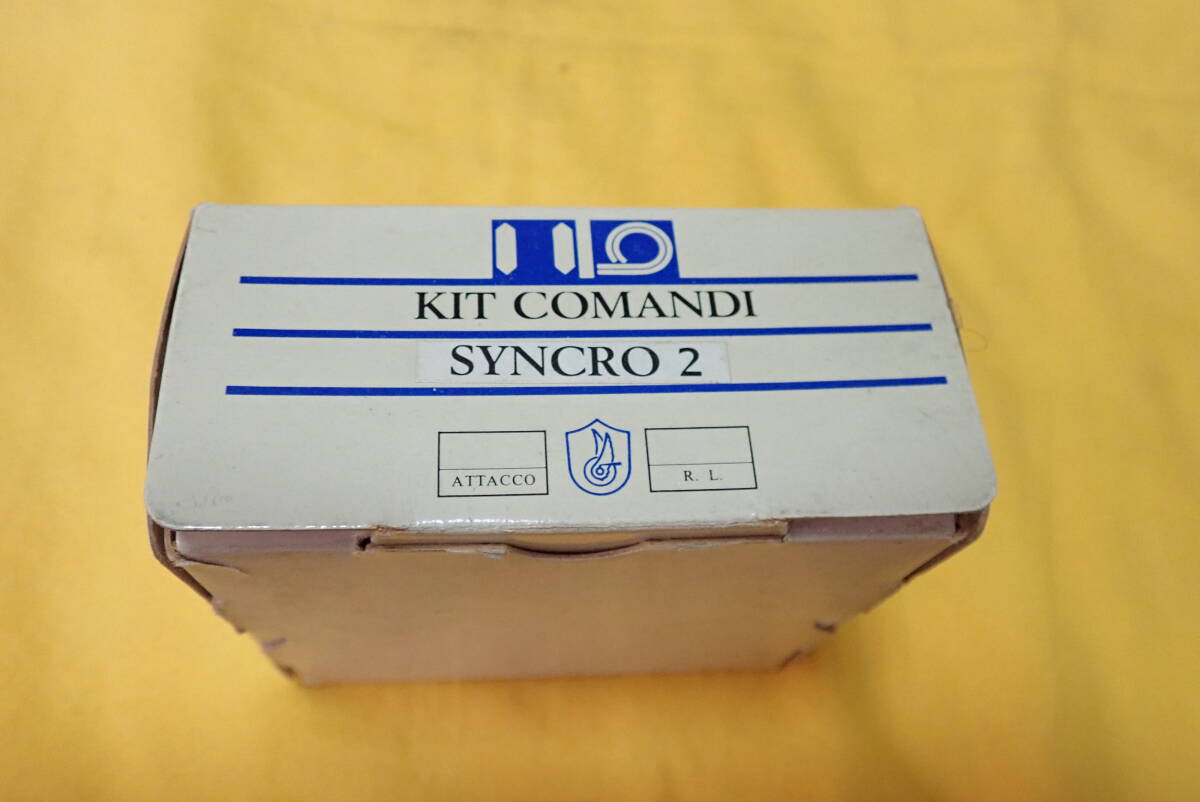 KIT COMANDI
SYNCRO 2
ATTACCO
R. L.